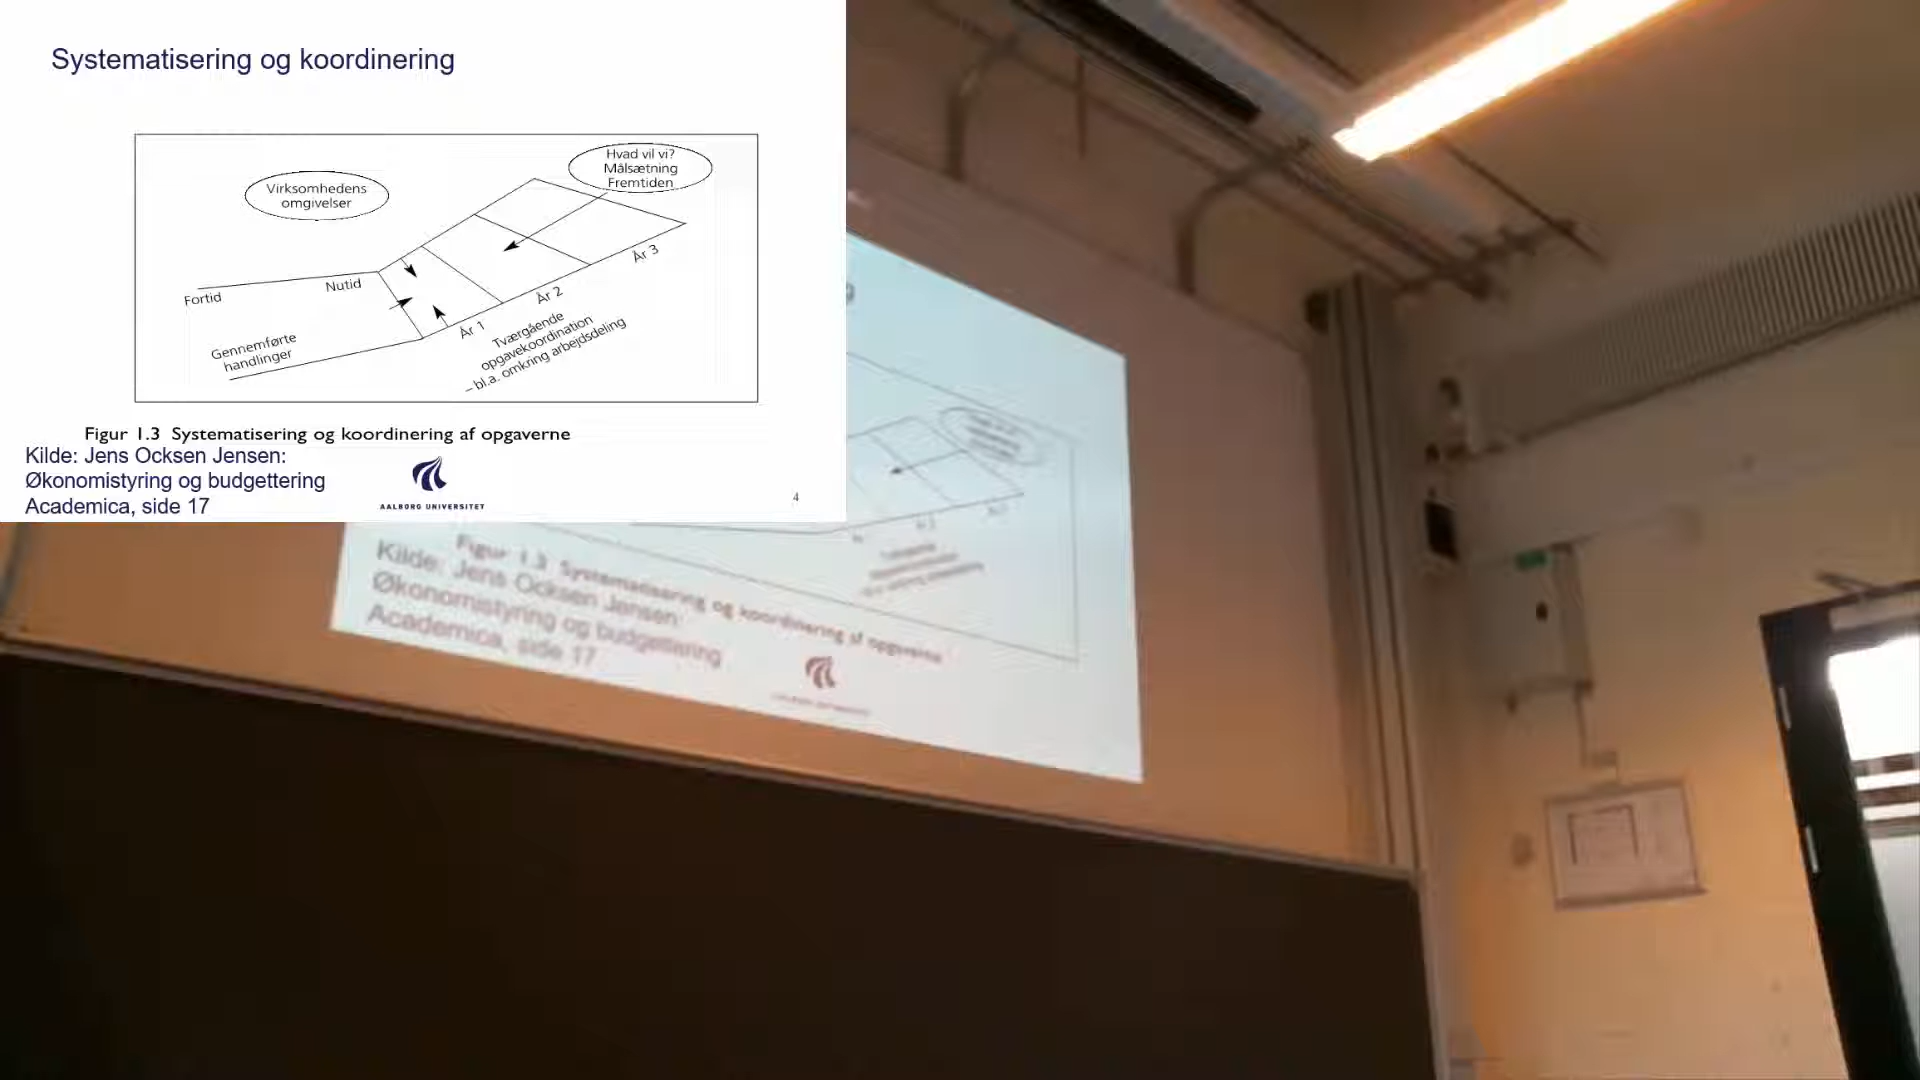 Systematisering og koordinering
Virksomhedens
omgivelser
Hvad vil vi?
Målsætning
Fremtiden
Fortid
Nutid
År 3
År 2
År 1
Gennemførte
handlinger
Tværgående
opgavekoordination
– bl.a. omkring arbejdsdeling
Figur 1.3 Systematisering og koordinering af opgaverne
Kilde: Jens Ocksen Jensen:
Økonomistyring og budgettering
Academica, side 17
AALBORG UNIVERSITET
4
g
Figur 1.3 Systematisering og koordinering af opgaverne
Kilde: Jens Ocksen Jensen:
Økonomistyring og budgettering
Academica, side 17